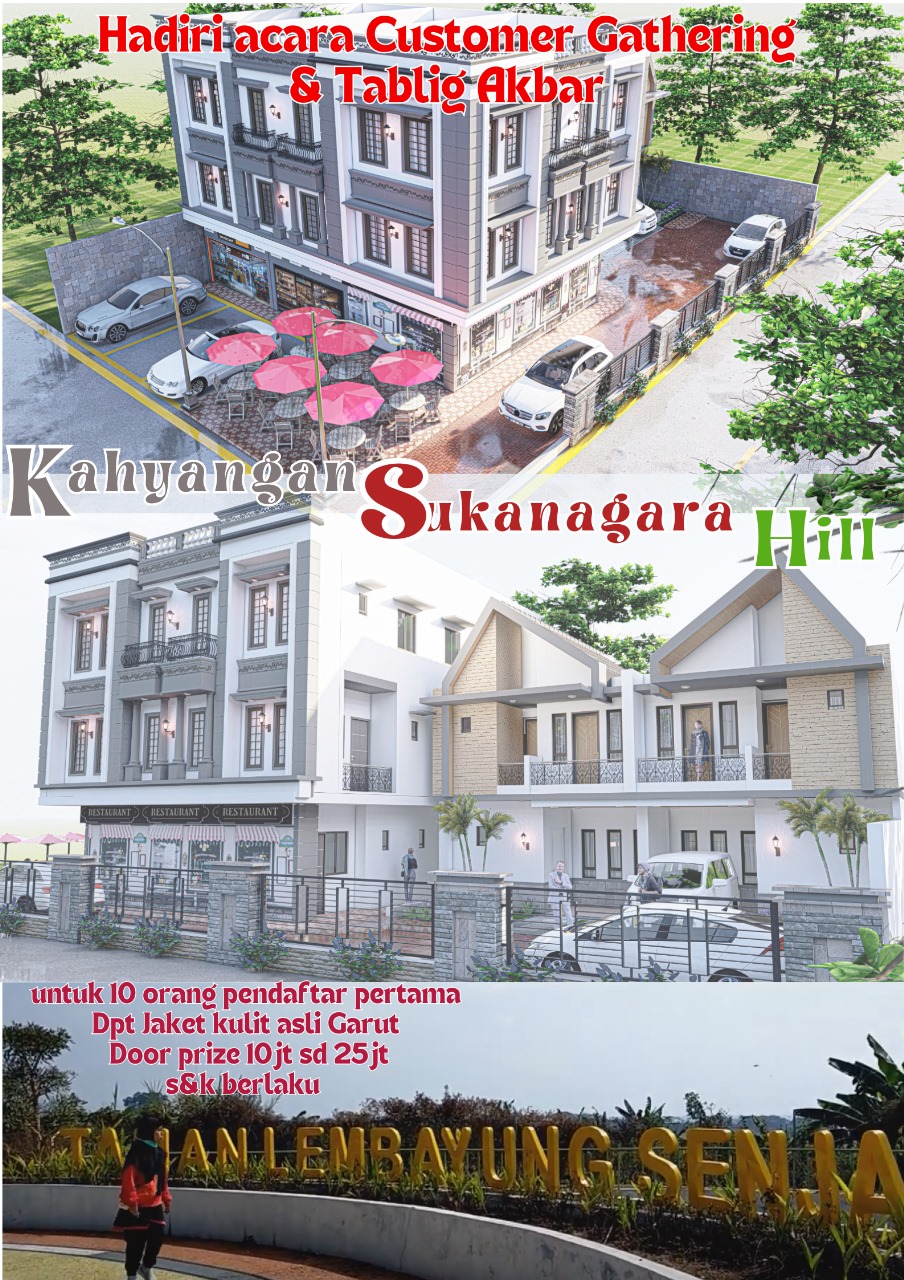 Hadiri acara Customer Gathering
& Tablig Akbar
Kahyangan Sukanagara Hill
RESTAURANT RESTAURANT RESTAURANT
untuk 10 orang pendaftar pertama
Dpt Jaket kulit asli Garut
Door prize 10jt sd 25jt
s&k berlaku
TAMAN LEMBAYUNG SENJA